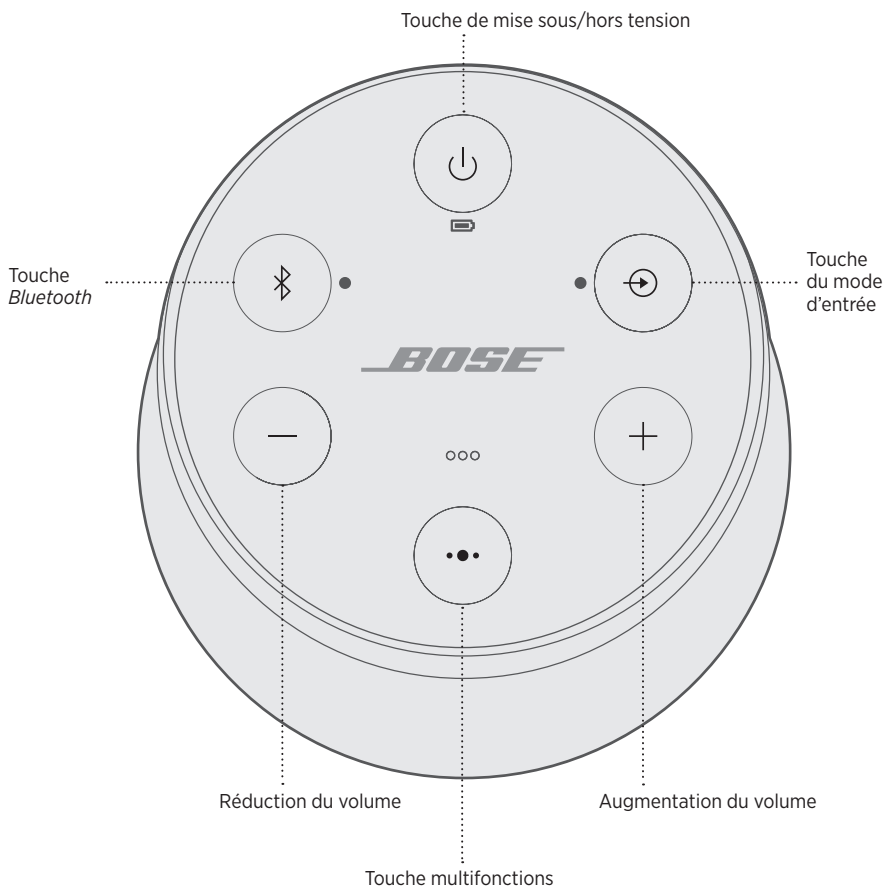 Touche de mise sous/hors tension
Touche
Bluetooth
Touche
du mode
d'entrée
BOSE
Réduction du volume
Augmentation du volume
Touche multifonctions